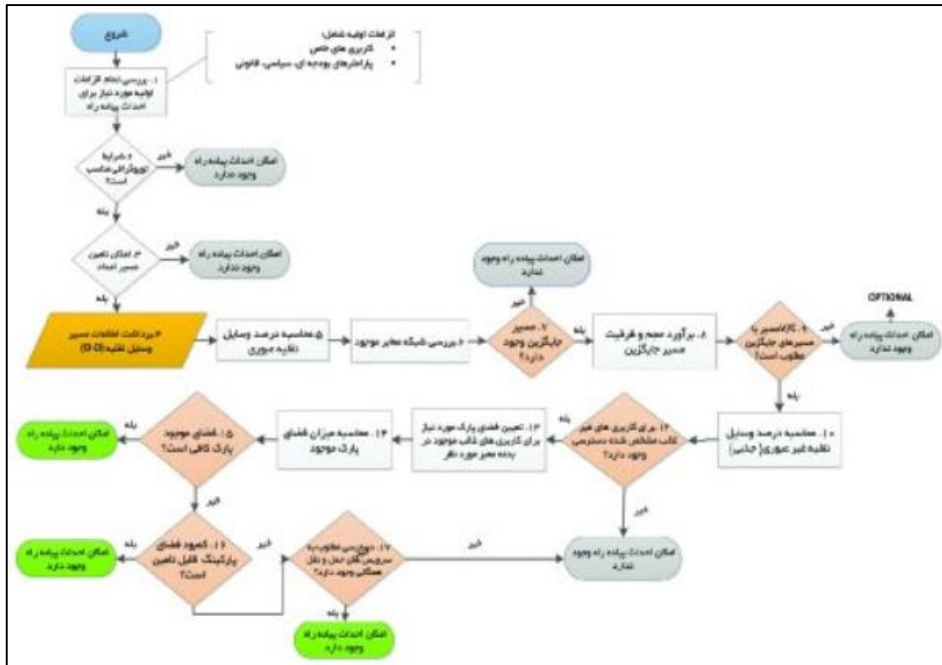 شروع
الزامات اولیه شامل:
کاربری های خاص
پارامترهای بودجه ای، سیاسی، قانونی
۱. بررسی تمام الزامات
اولیه مورد نیاز برای
احداث پیاده راه
۲. شرایط
توپوگرافی مناسب
است؟
خیر
امکان احداث پیاده راه
وجود ندارد
بله
۳. امکان تامین
مسیر امداد
خیر
امکان احداث پیاده راه
وجود ندارد
بله
۴. برداشت اطلاعات مسیر
وسایل نقلیه (O-D)
۵. محاسبه درصد وسایل
نقلیه عبوری
۶. بررسی شبکه معابر موجود
۷. مسیر
جایگزین وجود
دارد؟
خیر
امکان احداث پیاده راه وجود
ندارد
بله
۸. برآورد حجم و ظرفیت
مسیر جایگزین
مسیر یا
مسیرهای جایگزین
مطلوب است؟
خیر
امکان احداث پیاده راه
وجود ندارد
OPTIONAL
بله
۱۰. محاسبه درصد وسایل
نقلیه غیر عبوری (جذبی)
۱۲. برای کاربری های غیر
غالب مشخص شده دسترسی
وجود دارد؟
بله
خیر
۱۳. تعیین فضای پارک مورد نیاز
برای کاربری های غالب موجود در
بدنه معبر مورد نظر
۱۴. محاسبه میزان فضای
پارک موجود
۱۵. فضای موجود
پارک کافی است؟
بله
امکان احداث پیاده راه
وجود دارد
خیر
۱۶. کمبود فضای
پارکینگ قابل تامین
است؟
بله
امکان احداث پیاده راه
وجود دارد
خیر
۱۷. دسترسی مطلوب به
سرویس های حمل و نقل
همگانی وجود دارد؟
خیر
امکان احداث پیاده راه وجود
ندارد
بله
امکان احداث پیاده راه
وجود دارد